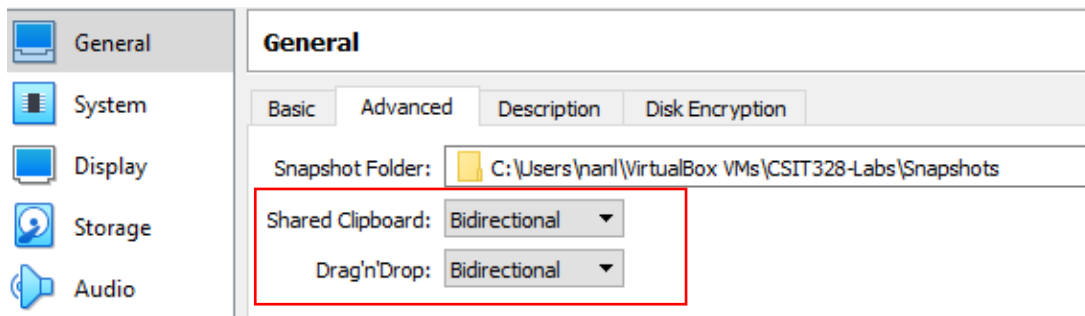 General
System
Display
Storage
Audio
General
Basic Advanced Description Disk Encryption
Snapshot Folder: C:\Users\nanl\VirtualBox VMs\CSIT328-Labs\Snapshots
Shared Clipboard: Bidirectional
Drag'n'Drop: Bidirectional